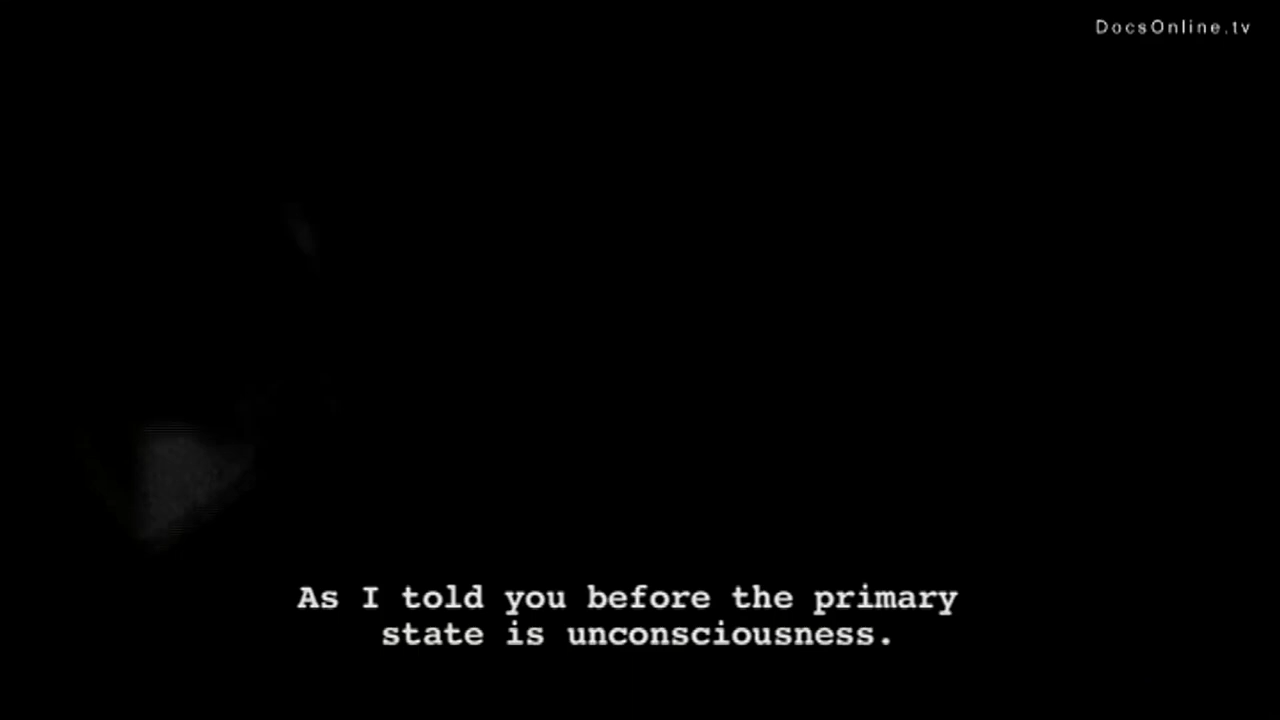 DocsOnline.tv
As I told you before the primary
state is unconsciousness.